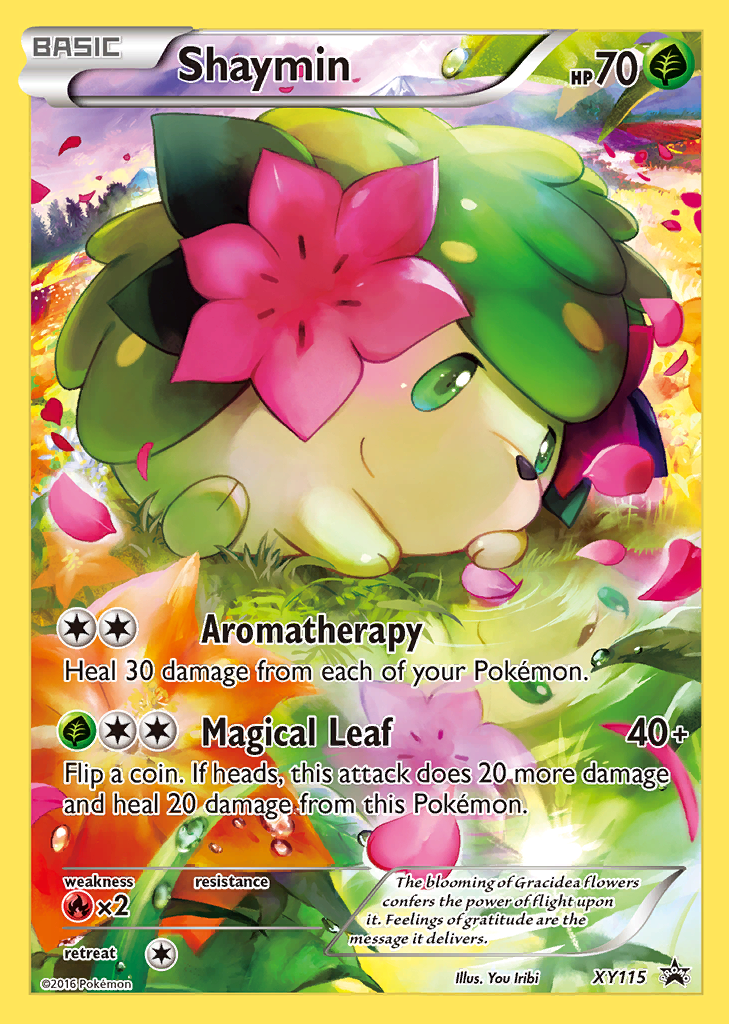 BASIC
Shaymin
HP70
Aromatherapy
Heal 30 damage from each of your Pokémon.
Magical Leaf 40+
Flip a coin. If heads, this attack does 20 more damage
and heal 20 damage from this Pokémon.
weakness resistance
×2
retreat
The blooming of Gracidea flowers
confers the power of flight upon
it. Feelings of gratitude are the
message it delivers.
©2016 Pokémon
Illus. You Iribi
XY115
PROMO